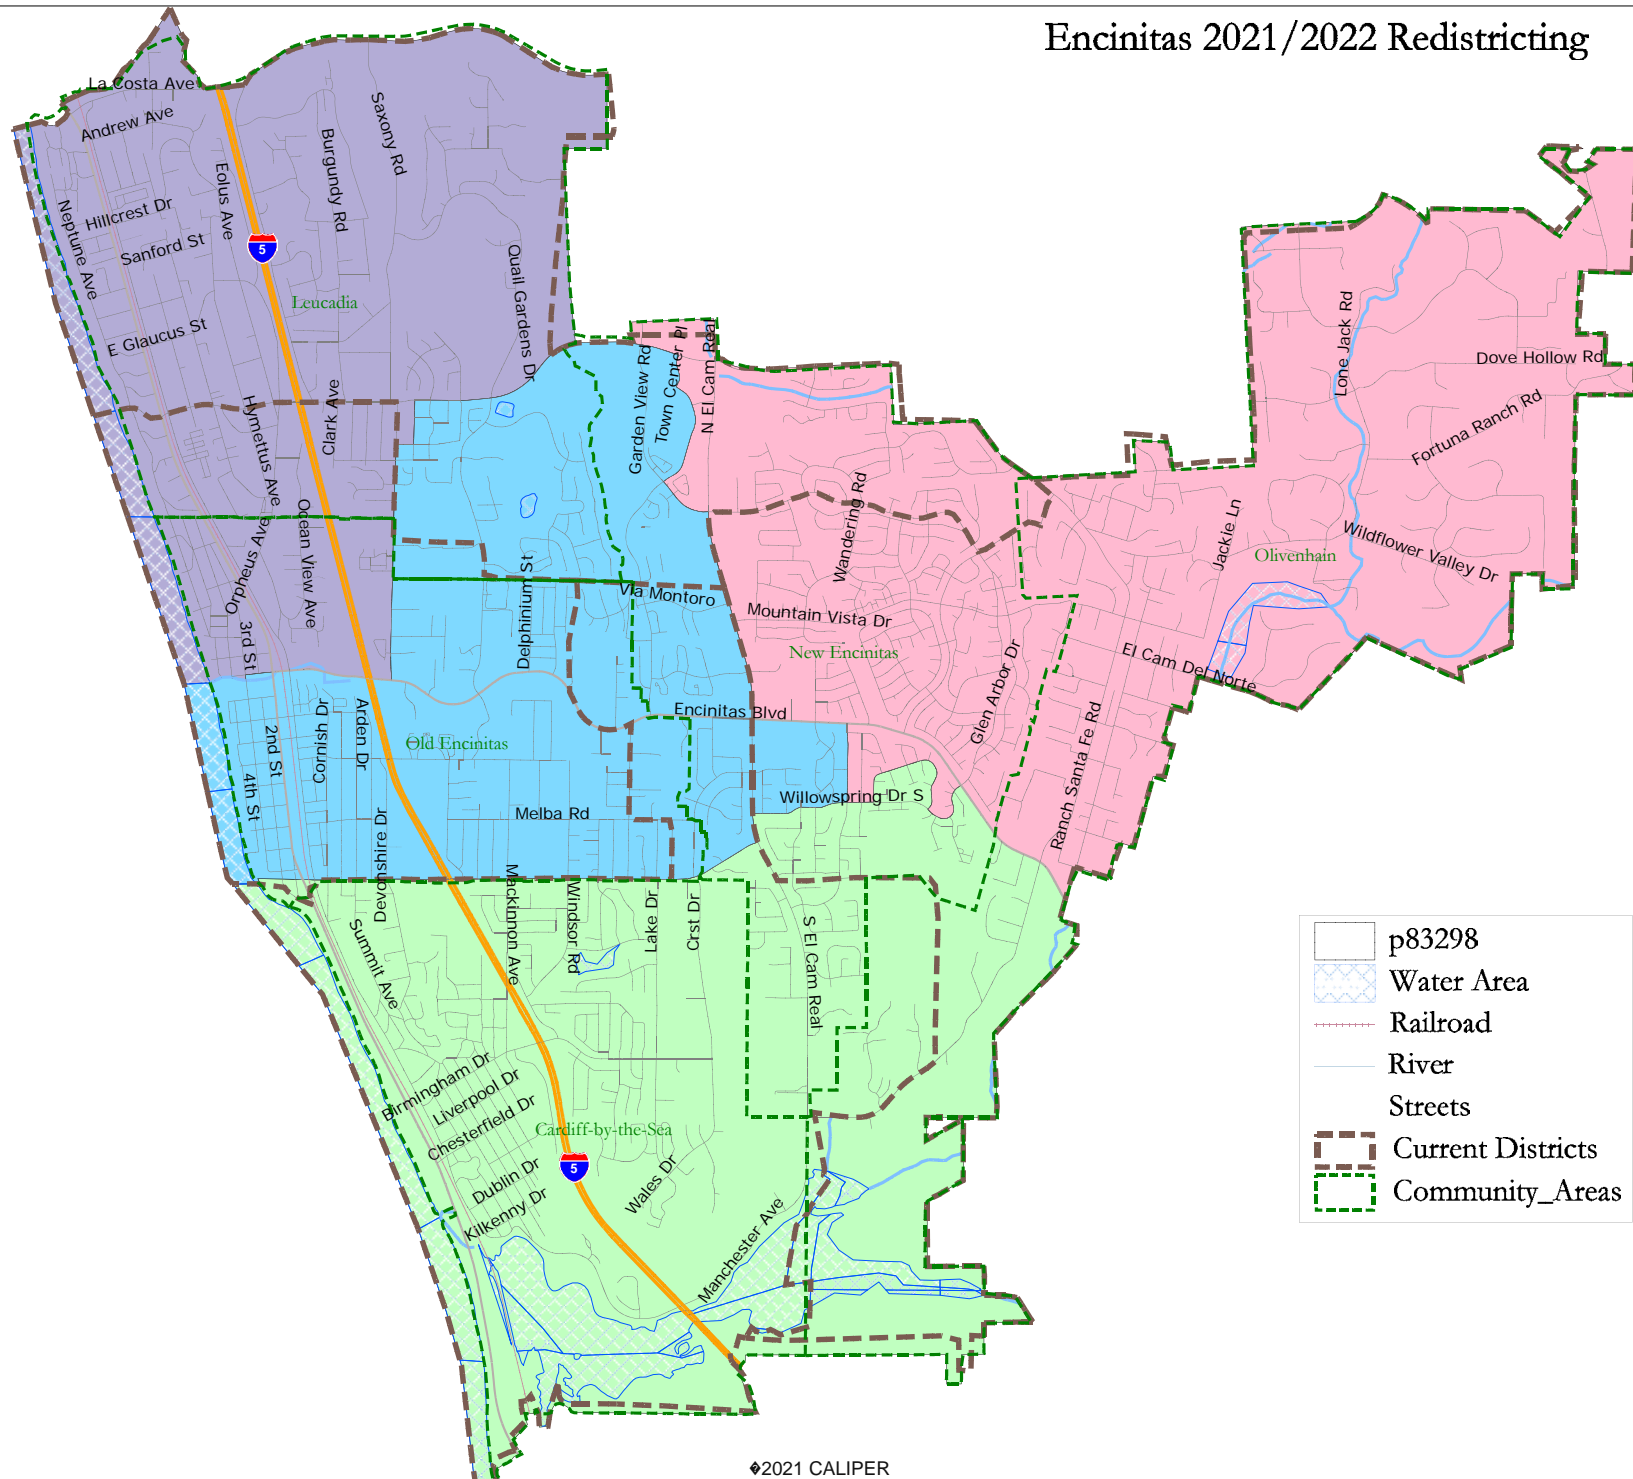 Encinitas 2021/2022 Redistricting
La Costa Ave
Andrew Ave
Saxony Rd
Burgundy Rd
Eolus Ave
Neptune Ave
Hillcrest Dr
Sanford St
5
Quail Gardens Dr
Leucadia
E Glaucus St
Garden View Rd
Town Center Pl
N El Cam Real
Lone Jack Rd
Dove Hollow Rd
Fortuna Ranch Rd
Clark Ave
Hymettus Ave
Ocean View Ave
Orpheus Ave
Wandering Rd
Jackie Ln
Wildflower Valley Dr
Olivenhain
Delphinium St
Via Montoro
Mountain Vista Dr
New Encinitas
3rd St
El Cam Del Norte
Glen Arbor Dr
Ranch Santa Fe Rd
Encinitas Blvd
Old Encinitas
2nd St
Cornish Dr
Arden Dr
4th St
Willowspring Dr S
Melba Rd
Devonshire Dr
Mackinnon Ave
Windsor Rd
Lake Dr
Crst Dr
S El Cam Real
Summit Ave
Birmingham Dr
Liverpool Dr
Chesterfield Dr
Cardiff-by-the-Sea
5
Dublin Dr
Kilkenny Dr
Wales Dr
Manchester Ave
p83298
Water Area
Railroad
River
Streets
Current Districts
Community_Areas
�2021 CALIPER